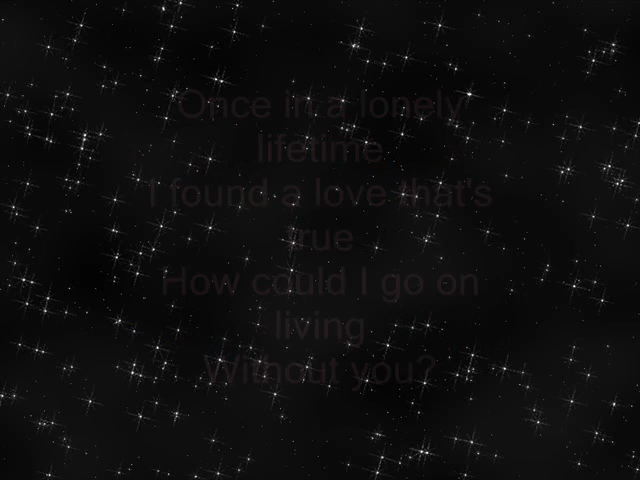 Once in a lonely
lifetime
I found a love that's
true
How could I go on
living
Without you?